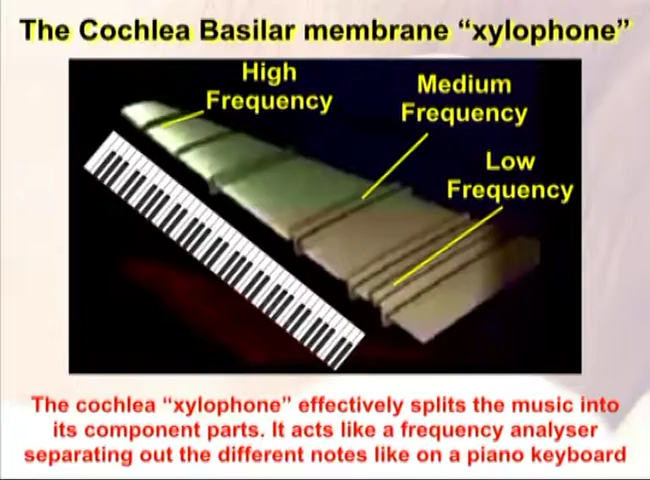 The Cochlea Basilar membrane “xylophone”
High
Frequency
Medium
Frequency
Low
Frequency
The cochlea “xylophone” effectively splits the music into
its component parts. It acts like a frequency analyser
separating out the different notes like on a piano keyboard